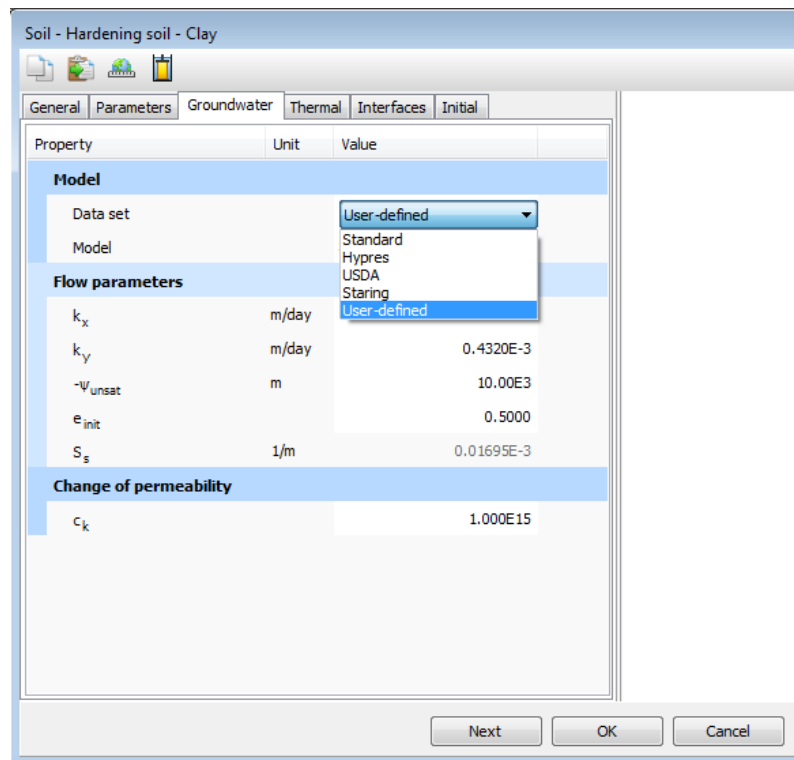 Soil - Hardening soil - Clay
General Parameters Groundwater Thermal Interfaces Initial
Property Unit Value
Model
Data set User-defined
Standard
Model
Hypres
USDA
Flow parameters
Staring
User-defined
kx m/day
ky m/day 0.4320E-3
-Ψunsat m 10.00E3
einit 0.5000
Ss 1/m 0.01695E-3
Change of permeability
ck 1.000E15
Next OK Cancel